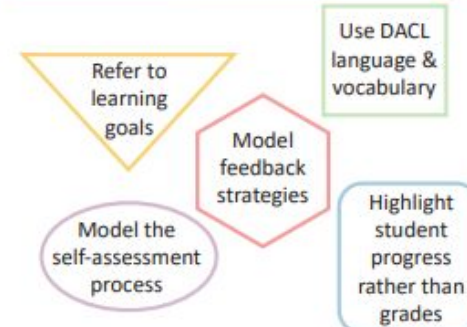 Use DACL
language &
vocabulary
Refer to
learning
goals
Model
feedback
strategies
Model the
self-assessment
process
Highlight
student
progress
rather than
grades